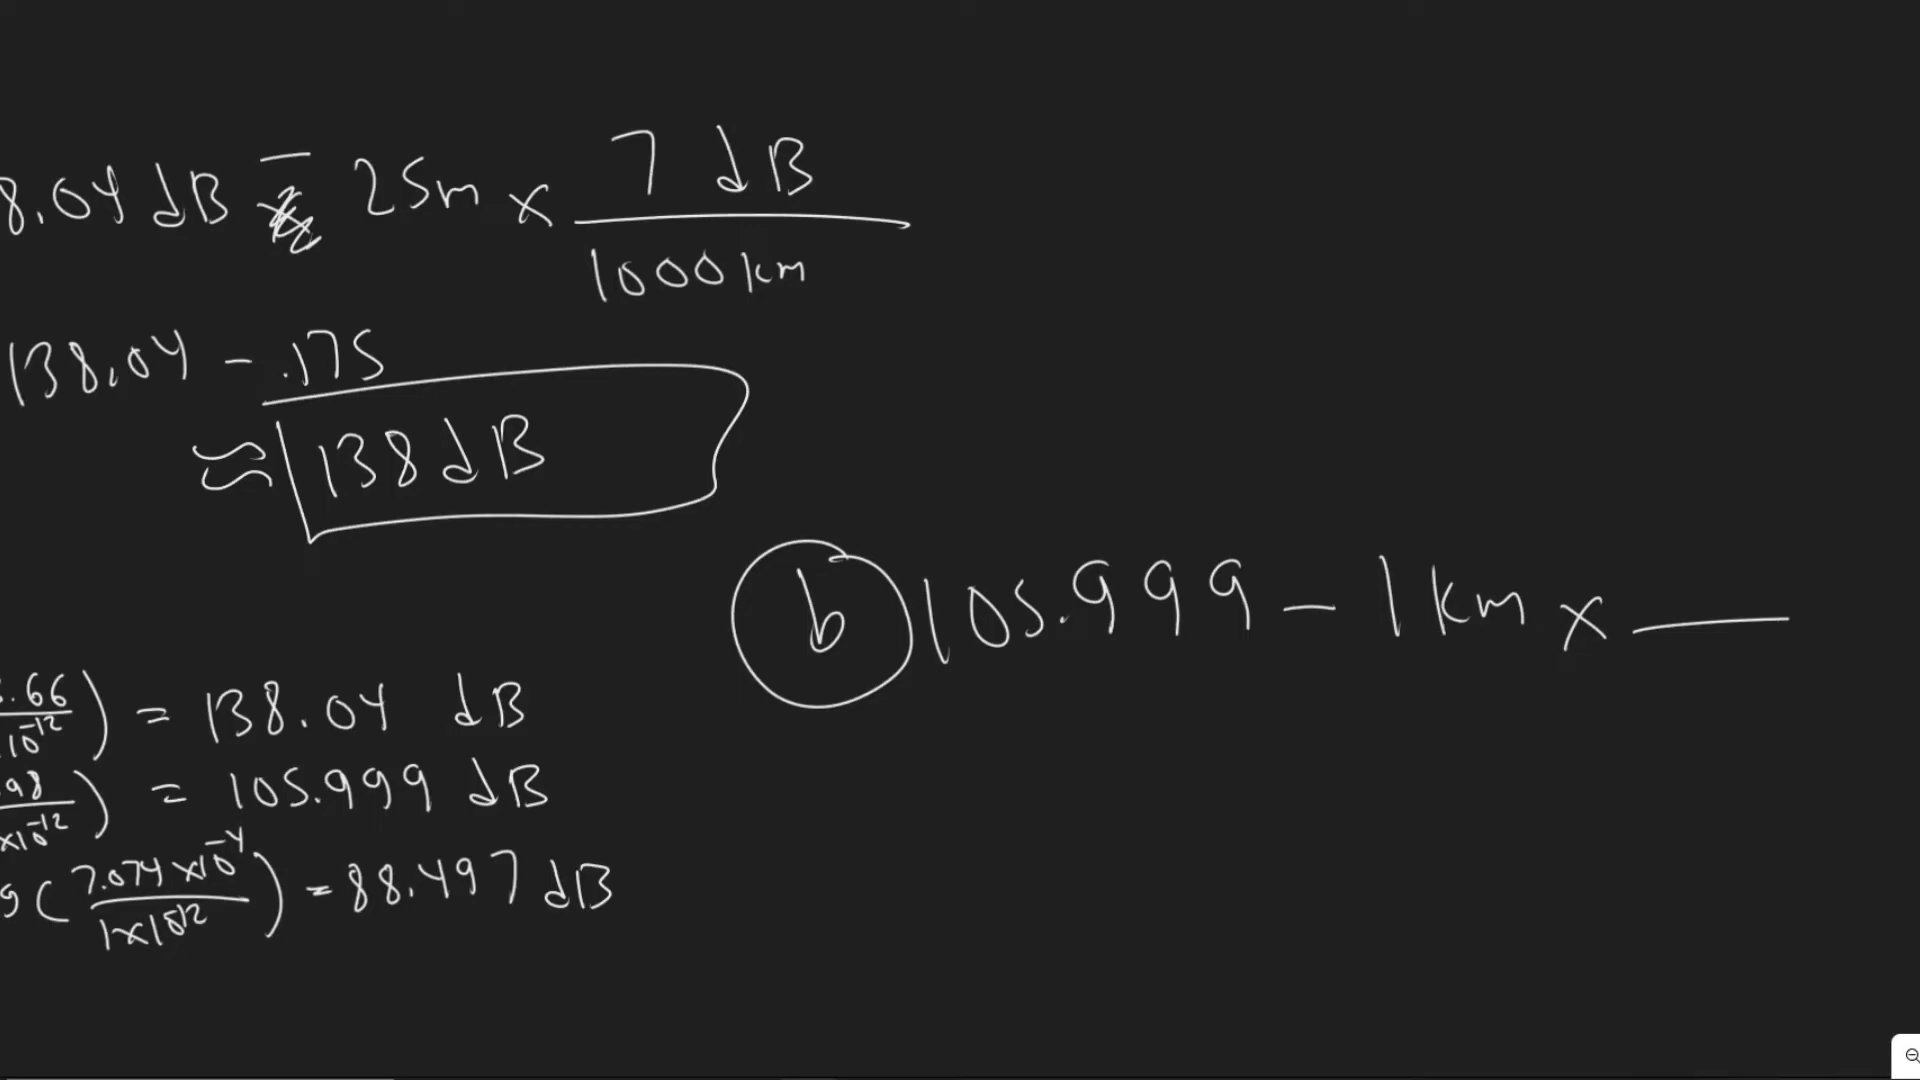 8.04 dB - 25m x 7 dB / 1000 km
138.04 - .175
≈ 138 dB
b 105.999 - 1 km x
.66 / 10^-12 ) = 138.04 dB
98 / x10^-12 ) = 105.999 dB
9 ( 7.074 x10^-4 / 1x10^12 ) = 88.497 dB